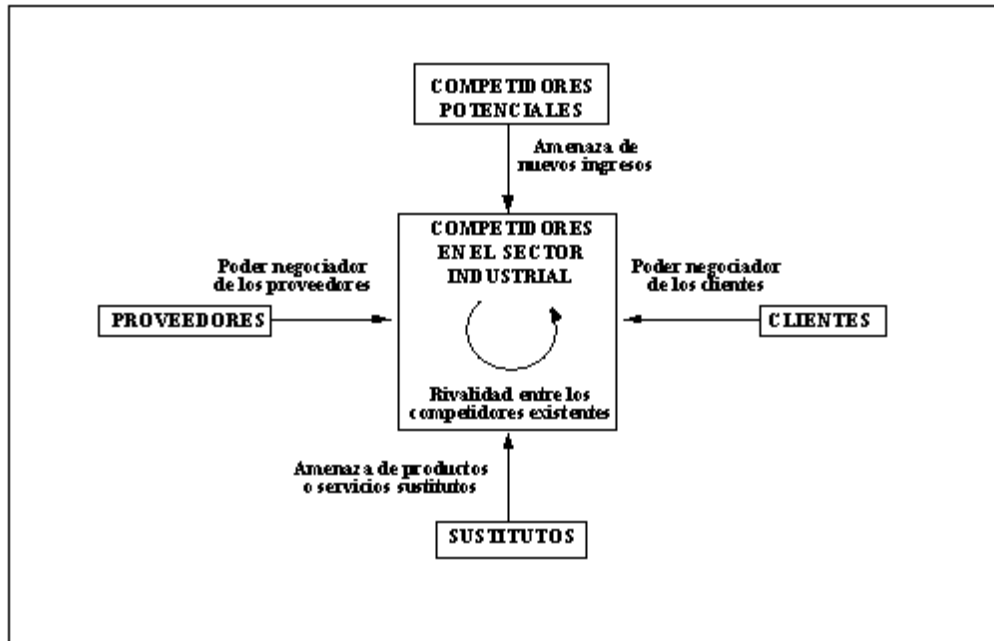 COMPETIDORES
POTENCIALES
Amenaza de
nuevos ingresos
COMPETIDORES
EN EL SECTOR
INDUSTRIAL
Poder negociador
de los proveedores
Poder negociador
de los clientes
PROVEEDORES
CLIENTES
Rivalidad entre los
competidores existentes
Amenaza de productos
o servicios sustitutos
SUSTITUTOS